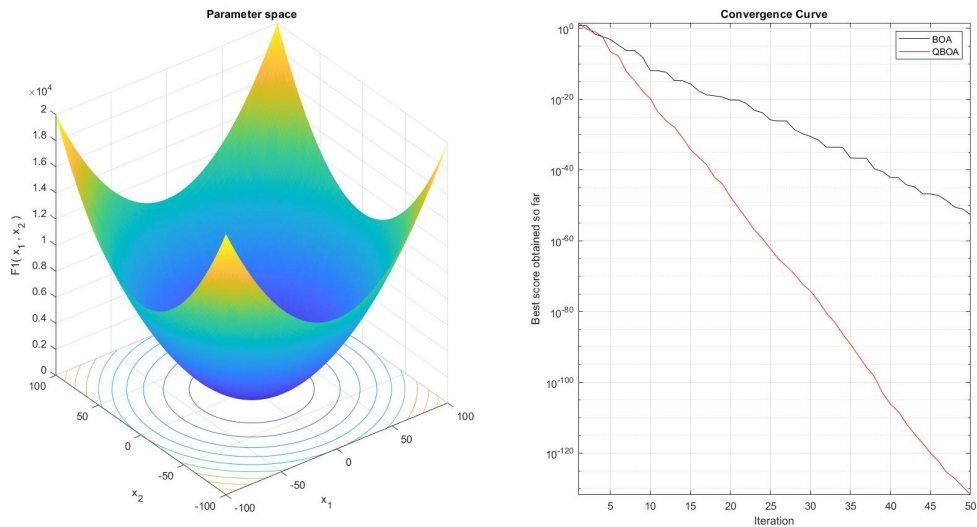 Parameter space
×10⁴
2
1.8
1.6
1.4
1.2
1
0.8
0.6
0.4
0.2
0
F1( x₁ , x₂ )
100
50
0
-50
-100
x₂
-100
-50
0
50
100
x₁
Convergence Curve
BOA
QBOA
10⁰
10⁻²⁰
10⁻⁴⁰
10⁻⁶⁰
10⁻⁸⁰
10⁻¹⁰⁰
10⁻¹²⁰
Best score obtained so far
5 10 15 20 25 30 35 40 45 50
Iteration